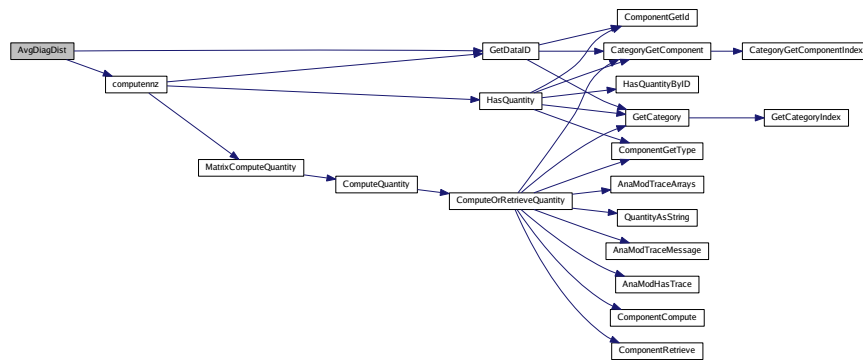 AvgDiagDist
computennz
MatrixComputeQuantity
ComputeQuantity
GetDataID
HasQuantity
ComputeOrRetrieveQuantity
ComponentGetId
CategoryGetComponent
HasQuantityByID
GetCategory
ComponentGetType
AnaModTraceArrays
QuantityAsString
AnaModTraceMessage
AnaModHasTrace
ComponentCompute
ComponentRetrieve
CategoryGetComponentIndex
GetCategoryIndex